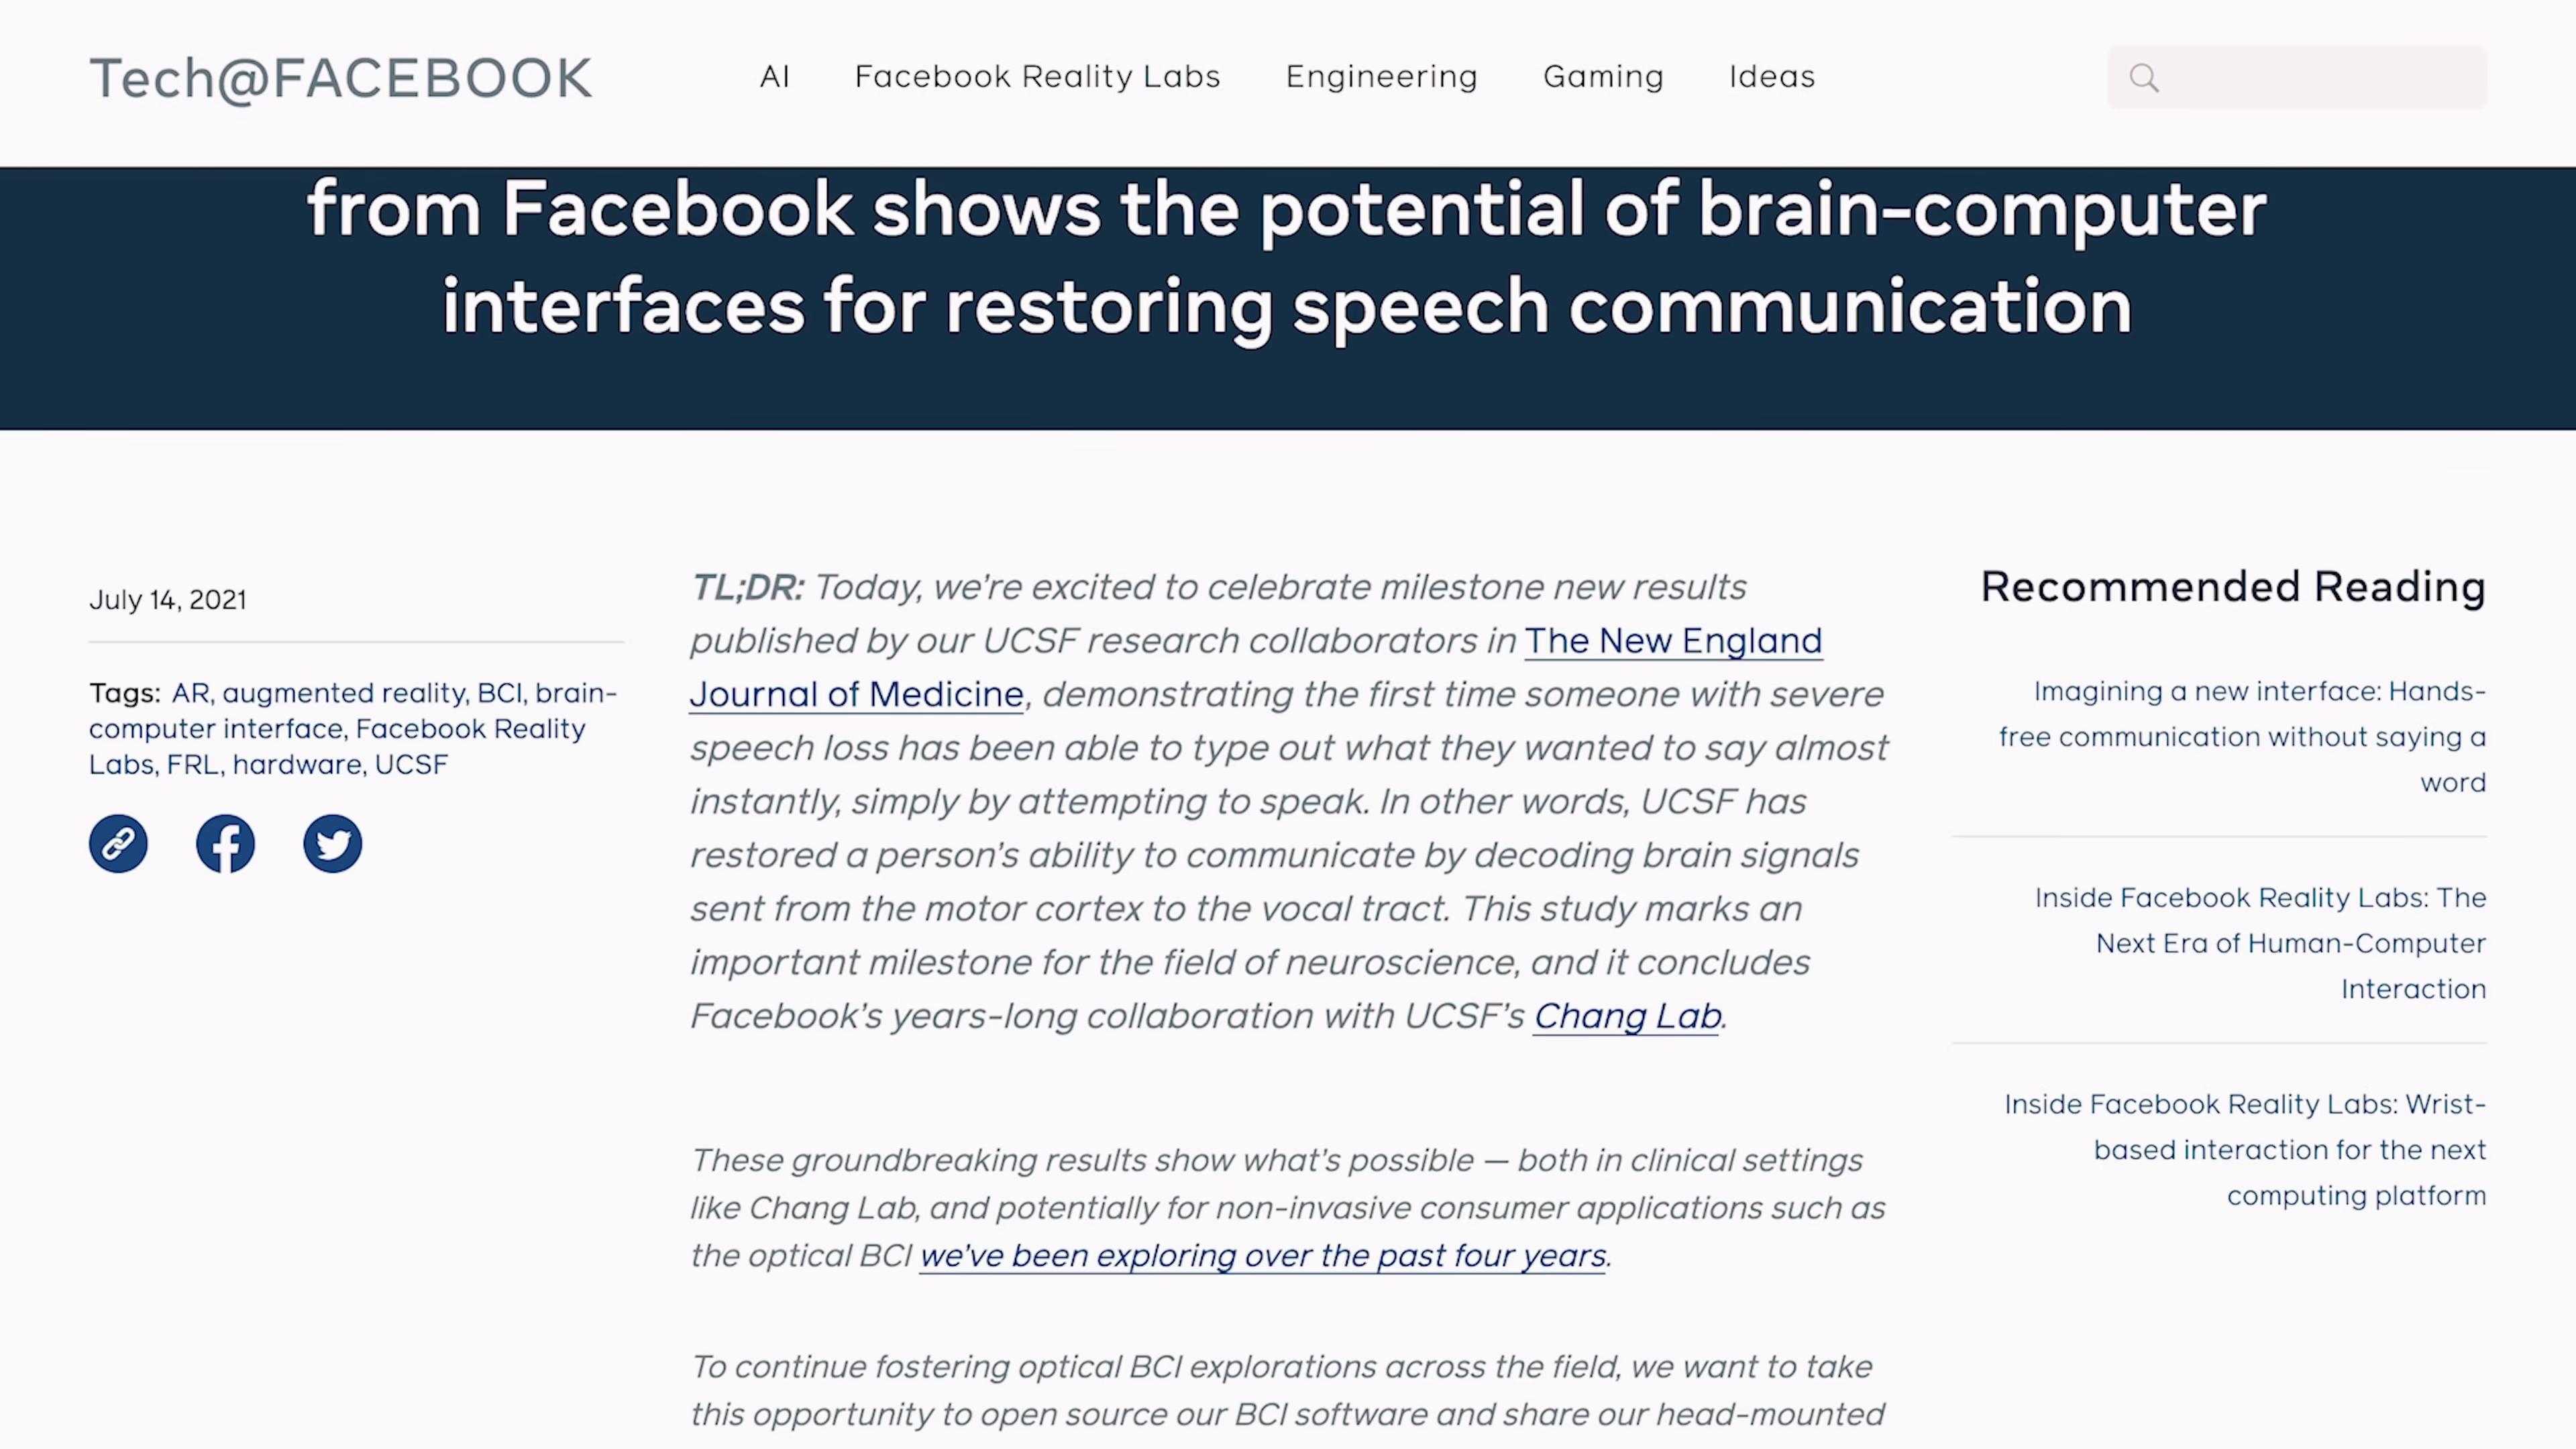 Tech@FACEBOOK
AI
Facebook Reality Labs
Engineering
Gaming
Ideas
from Facebook shows the potential of brain-computer
interfaces for restoring speech communication
July 14, 2021
Tags: AR, augmented reality, BCI, brain-
computer interface, Facebook Reality
Labs, FRL, hardware, UCSF
TL;DR: Today, we're excited to celebrate milestone new results
published by our UCSF research collaborators in The New England
Journal of Medicine, demonstrating the first time someone with severe
speech loss has been able to type out what they wanted to say almost
instantly, simply by attempting to speak. In other words, UCSF has
restored a person's ability to communicate by decoding brain signals
sent from the motor cortex to the vocal tract. This study marks an
important milestone for the field of neuroscience, and it concludes
Facebook's years-long collaboration with UCSF's Chang Lab.
These groundbreaking results show what's possible — both in clinical settings
like Chang Lab, and potentially for non-invasive consumer applications such as
the optical BCI we've been exploring over the past four years.
To continue fostering optical BCI explorations across the field, we want to take
this opportunity to open source our BCI software and share our head-mounted
Recommended Reading
Imagining a new interface: Hands-
free communication without saying a
word
Inside Facebook Reality Labs: The
Next Era of Human-Computer
Interaction
Inside Facebook Reality Labs: Wrist-
based interaction for the next
computing platform